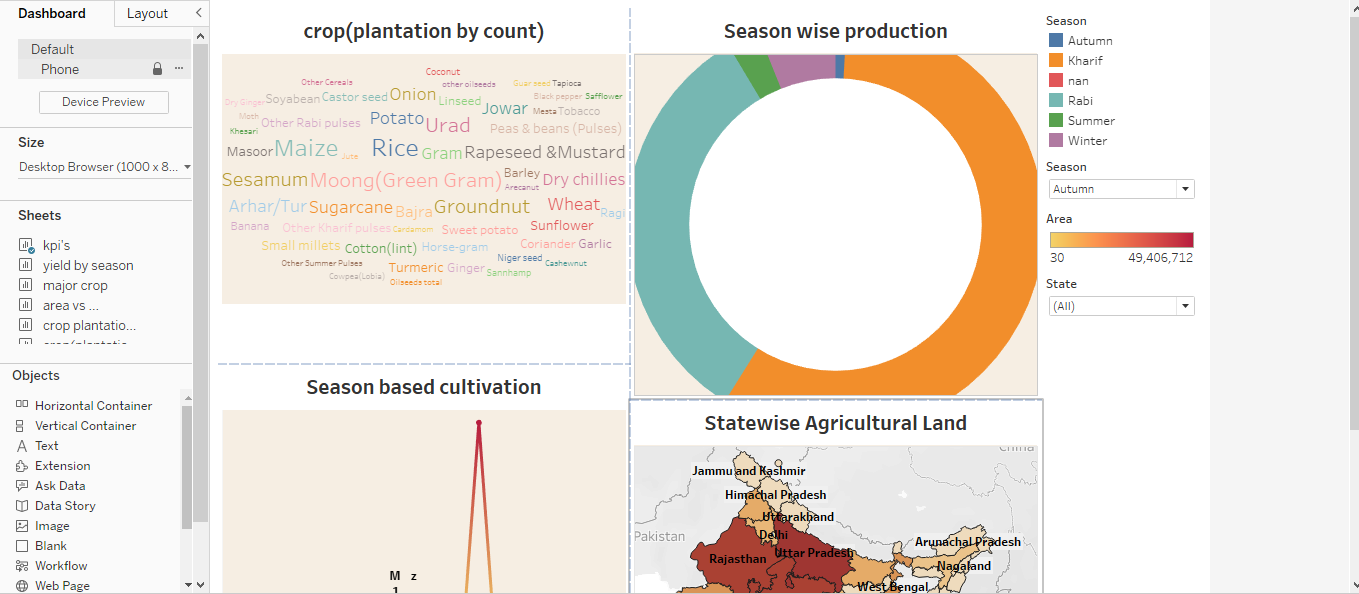 Dashboard
Layout
Default
Phone
Device Preview
Size
Desktop Browser (1000 x 8...
Sheets
kpi's
yield by season
major crop
area vs ...
crop plantatio...
Objects
Horizontal Container
Vertical Container
Text
Extension
Ask Data
Data Story
Image
Blank
Workflow
Web Page
crop(plantation by count)
Coconut
Other Cereals
other oilseeds
Guar seed
Tapioca
Dry Ginger
Soyabean
Castor seed
Onion
Linseed
Black pepper
Safflower
Jowar
Mesta
Tobacco
Moth
Khesari
Other Rabi pulses
Potato
Urad
Peas & beans (Pulses)
Masoor
Maize
Jute
Rice
Gram
Rapeseed &Mustard
Sesamum
Moong(Green Gram)
Barley
Arecanut
Dry chillies
Arhar/Tur
Sugarcane
Bajra
Groundnut
Wheat
Ragi
Banana
Other Kharif pulses
Cardamom
Sweet potato
Sunflower
Small millets
Cotton(lint)
Horse-gram
Coriander
Garlic
Other Summer Pulses
Niger seed
Cashewnut
Turmeric
Ginger
Sannhamp
Cowpea(Lobia)
Oilseeds total
Season wise production
Season based cultivation
M z
1
Statewise Agricultural Land
China
Jammu and Kashmir
Himachal Pradesh
Uttarakhand
Pakistan
Delhi
Arunachal Pradesh
Rajasthan
Uttar Pradesh
Nagaland
West Bengal
Season
Autumn
Kharif
nan
Rabi
Summer
Winter
Season
Autumn
Area
30 49,406,712
State
(All)